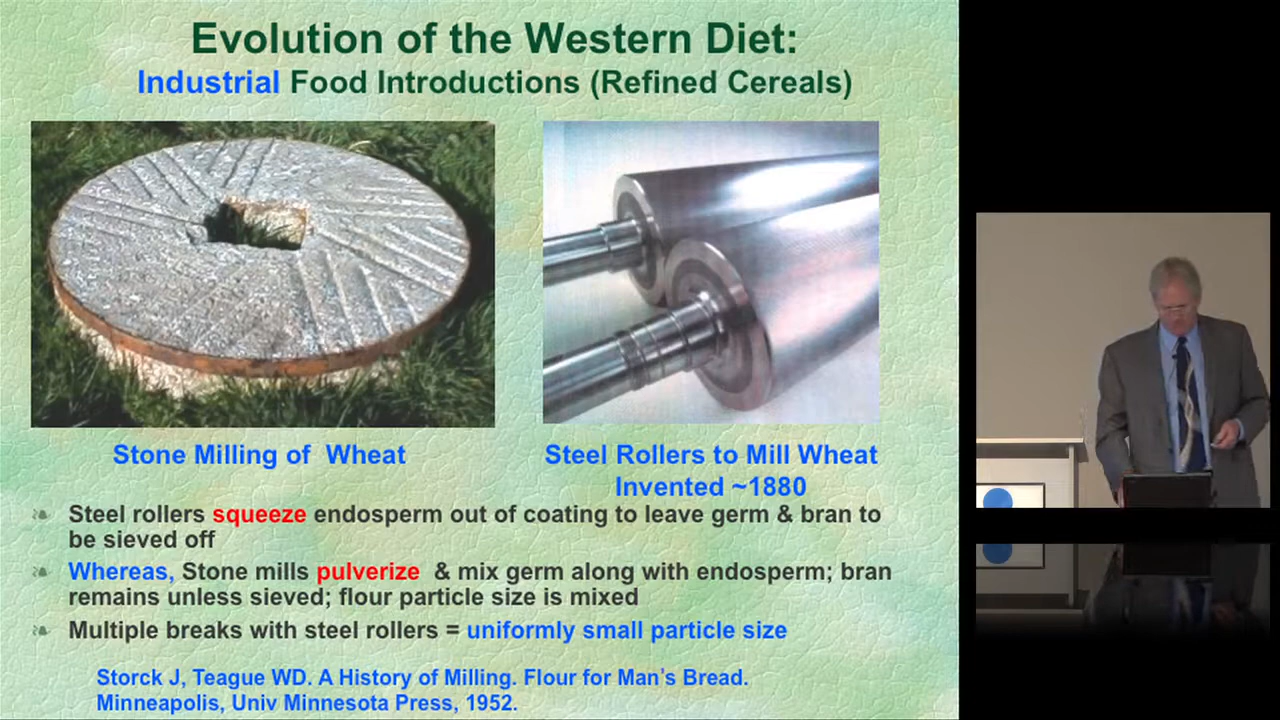 Evolution of the Western Diet:
Industrial Food Introductions (Refined Cereals)
Stone Milling of Wheat
Steel Rollers to Mill Wheat
Invented ~1880
Steel rollers squeeze endosperm out of coating to leave germ & bran to
be sieved off
Whereas, Stone mills pulverize & mix germ along with endosperm; bran
remains unless sieved; flour particle size is mixed
Multiple breaks with steel rollers = uniformly small particle size
Storck J, Teague WD. A History of Milling. Flour for Man's Bread.
Minneapolis, Univ Minnesota Press, 1952.